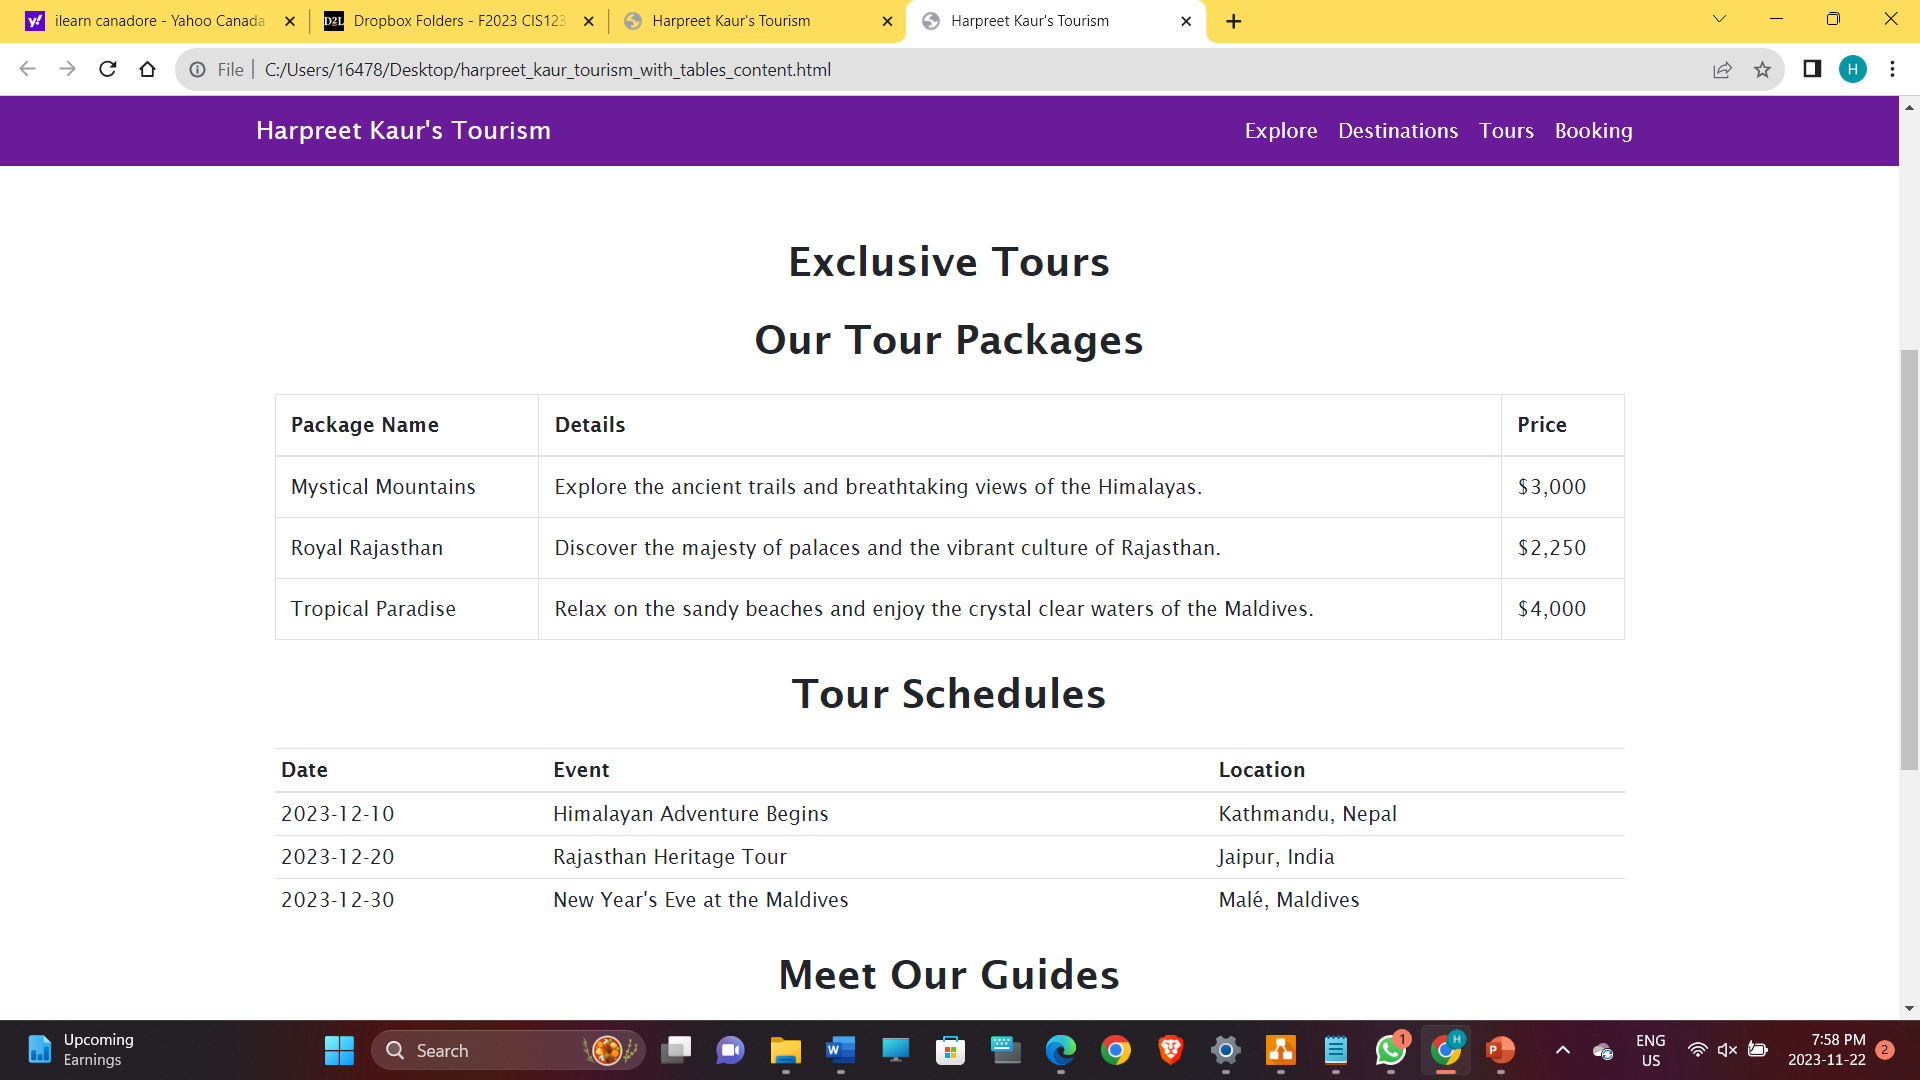 ilearn canadore - Yahoo Canada
D2L Dropbox Folders - F2023 CIS123
Harpreet Kaur's Tourism
Harpreet Kaur's Tourism
File C:/Users/16478/Desktop/harpreet_kaur_tourism_with_tables_content.html
H
Harpreet Kaur's Tourism
Explore Destinations Tours Booking
Exclusive Tours
Our Tour Packages
Package Name Details Price
Mystical Mountains Explore the ancient trails and breathtaking views of the Himalayas. $3,000
Royal Rajasthan Discover the majesty of palaces and the vibrant culture of Rajasthan. $2,250
Tropical Paradise Relax on the sandy beaches and enjoy the crystal clear waters of the Maldives. $4,000
Tour Schedules
Date Event Location
2023-12-10 Himalayan Adventure Begins Kathmandu, Nepal
2023-12-20 Rajasthan Heritage Tour Jaipur, India
2023-12-30 New Year's Eve at the Maldives Malé, Maldives
Meet Our Guides
Upcoming
Earnings
Search
W
1
H
P
ENG
US
7:58 PM
2023-11-22
2